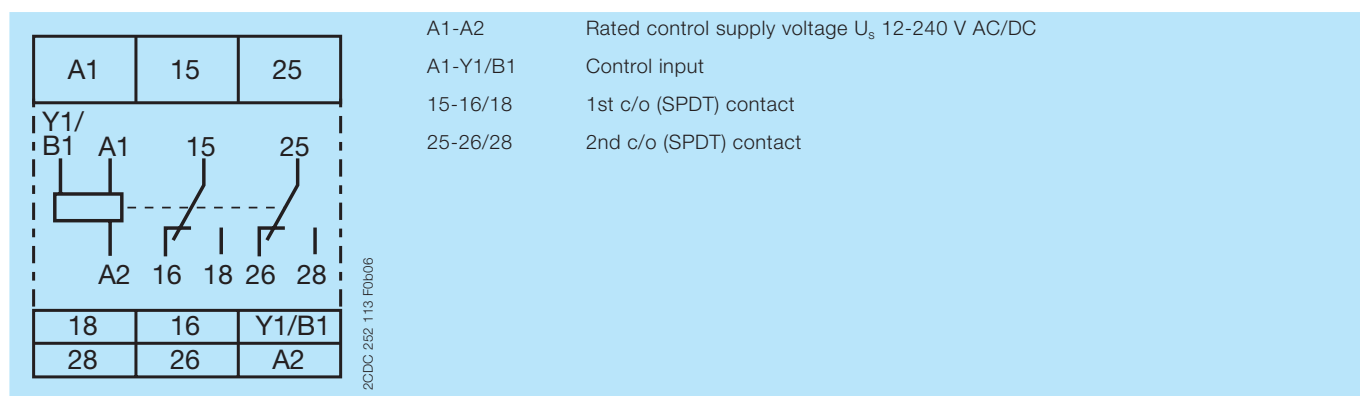 A1 15 25
Y1/
B1 A1 15 25
A2 16 18 26 28
18 16 Y1/B1
28 26 A2
2CDC 252 113 F0b06
A1-A2 Rated control supply voltage Us 12-240 V AC/DC
A1-Y1/B1 Control input
15-16/18 1st c/o (SPDT) contact
25-26/28 2nd c/o (SPDT) contact